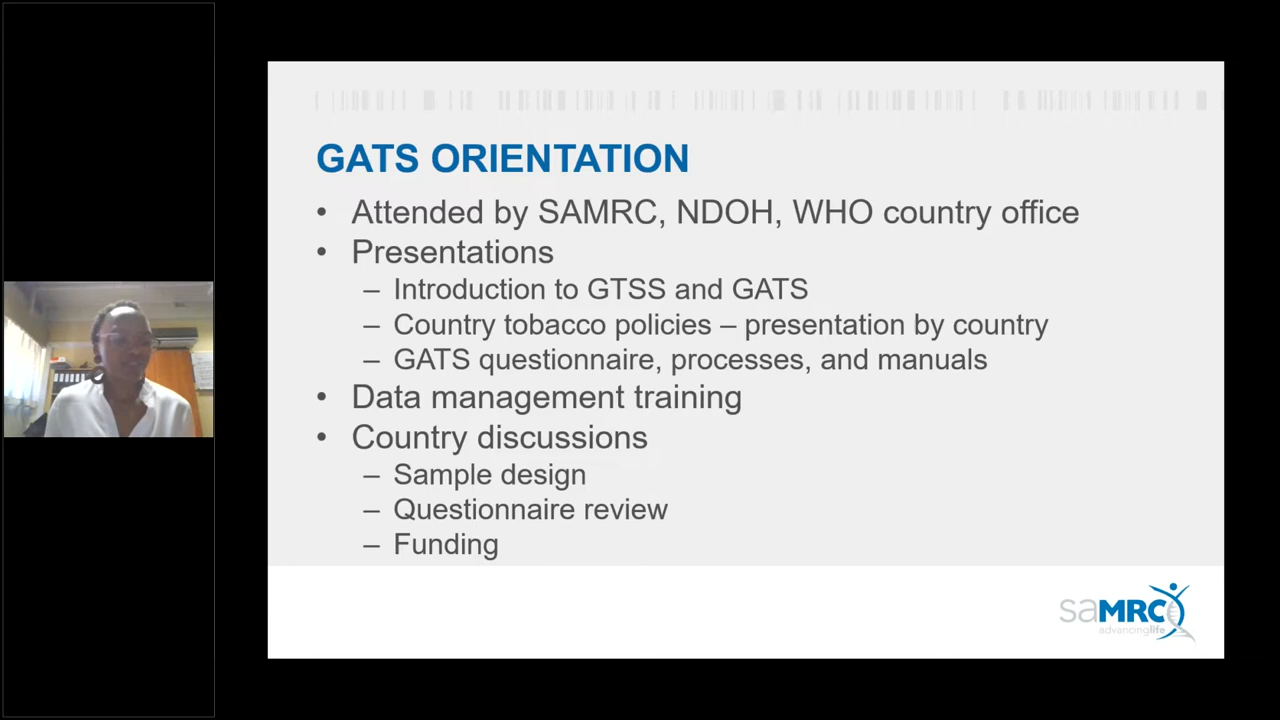 GATS ORIENTATION
• Attended by SAMRC, NDOH, WHO country office
• Presentations
– Introduction to GTSS and GATS
– Country tobacco policies – presentation by country
– GATS questionnaire, processes, and manuals
• Data management training
• Country discussions
– Sample design
– Questionnaire review
– Funding
saMRC
advancinglife